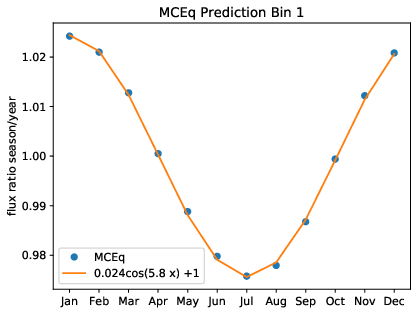 MCEq Prediction Bin 1
flux ratio season/year
1.02
1.01
1.00
0.99
0.98
MCEq
0.024cos(5.8 x) +1
Jan Feb Mar Apr May Jun Jul Aug Sep Oct Nov Dec